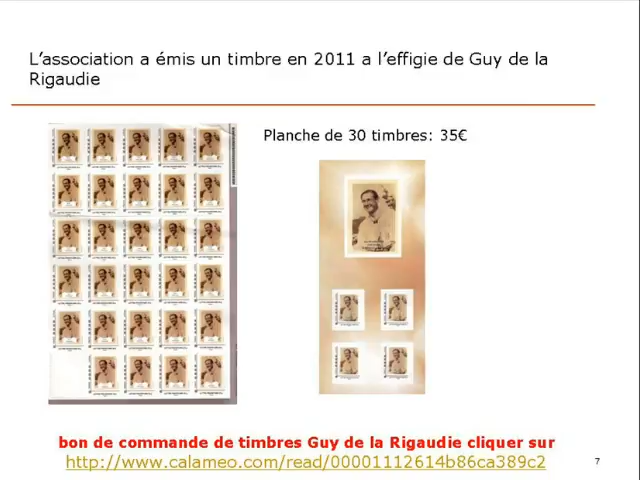 L'association a émis un timbre en 2011 a l'effigie de Guy de la
Rigaudie
Planche de 30 timbres: 35€
bon de commande de timbres Guy de la Rigaudie cliquer sur
http://www.calameo.com/read/00001112614b86ca389c2
7